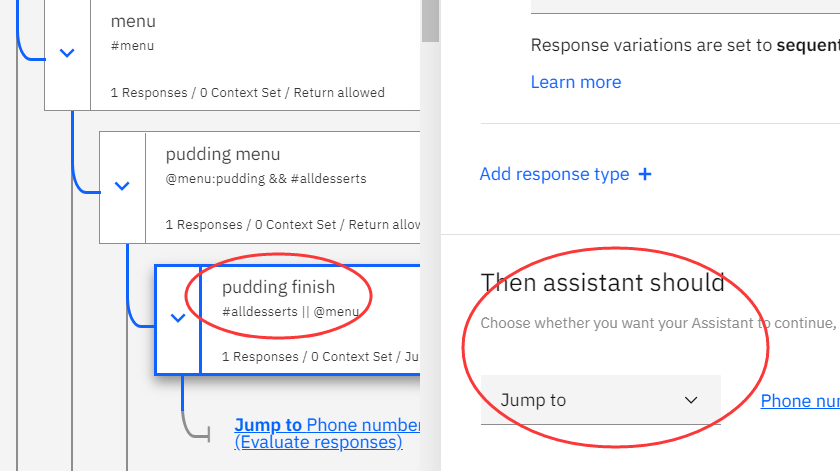 menu
#menu
1 Responses / 0 Context Set / Return allowed
pudding menu
@menu:pudding && #alldesserts
1 Responses / 0 Context Set / Return allow
pudding finish
#alldesserts || @menu
1 Responses / 0 Context Set / Ju
Jump to Phone number
(Evaluate responses)
Response variations are set to sequent
Learn more
Add response type +
Then assistant should
Choose whether you want your Assistant to continue,
Jump to
Phone nu